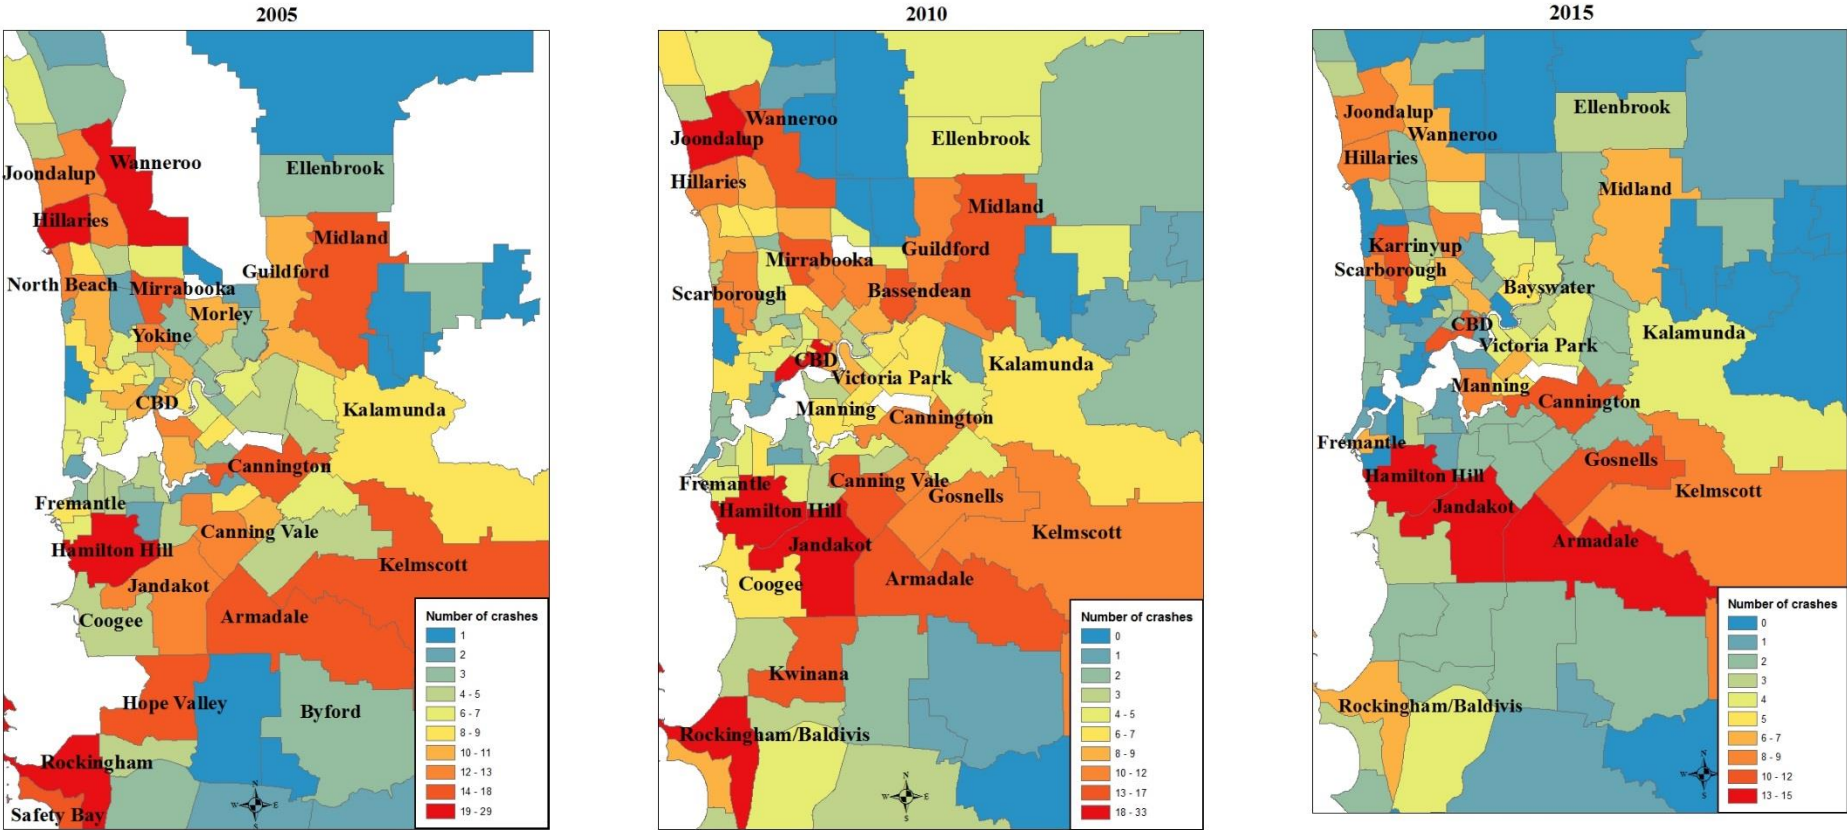 2005
Wanneroo
Joondalup
Ellenbrook
Hillaries
Midland
Guildford
North Beach
Mirrabooka
Morley
Yokine
CBD
Kalamunda
Cannington
Fremantle
Canning Vale
Hamilton Hill
Kelmscott
Jandakot
Coogee
Armadale
Hope Valley
Byford
Rockingham
Safety Bay
N
W E
S
Number of crashes
1
2
3
4 - 5
6 - 7
8 - 9
10 - 11
12 - 13
14 - 18
19 - 29
2010
Wanneroo
Joondalup
Ellenbrook
Hillaries
Midland
Guildford
Mirrabooka
Scarborough
Bassendean
CBD
Kalamunda
Victoria Park
Manning
Cannington
Fremantle
Canning Vale
Gosnells
Hamilton Hill
Kelmscott
Jandakot
Coogee
Armadale
Kwinana
Rockingham/Baldivis
N
W E
S
Number of crashes
0
1
2
3
4 - 5
6 - 7
8 - 9
10 - 12
13 - 17
18 - 33
2015
Ellenbrook
Joondalup
Wanneroo
Hillaries
Midland
Karrinyup
Scarborough
Bayswater
CBD
Kalamunda
Victoria Park
Manning
Cannington
Fremantle
Gosnells
Hamilton Hill
Kelmscott
Jandakot
Armadale
Rockingham/Baldivis
N
W E
S
Number of crashes
0
1
2
3
4
5
6 - 7
8 - 9
10 - 12
13 - 15